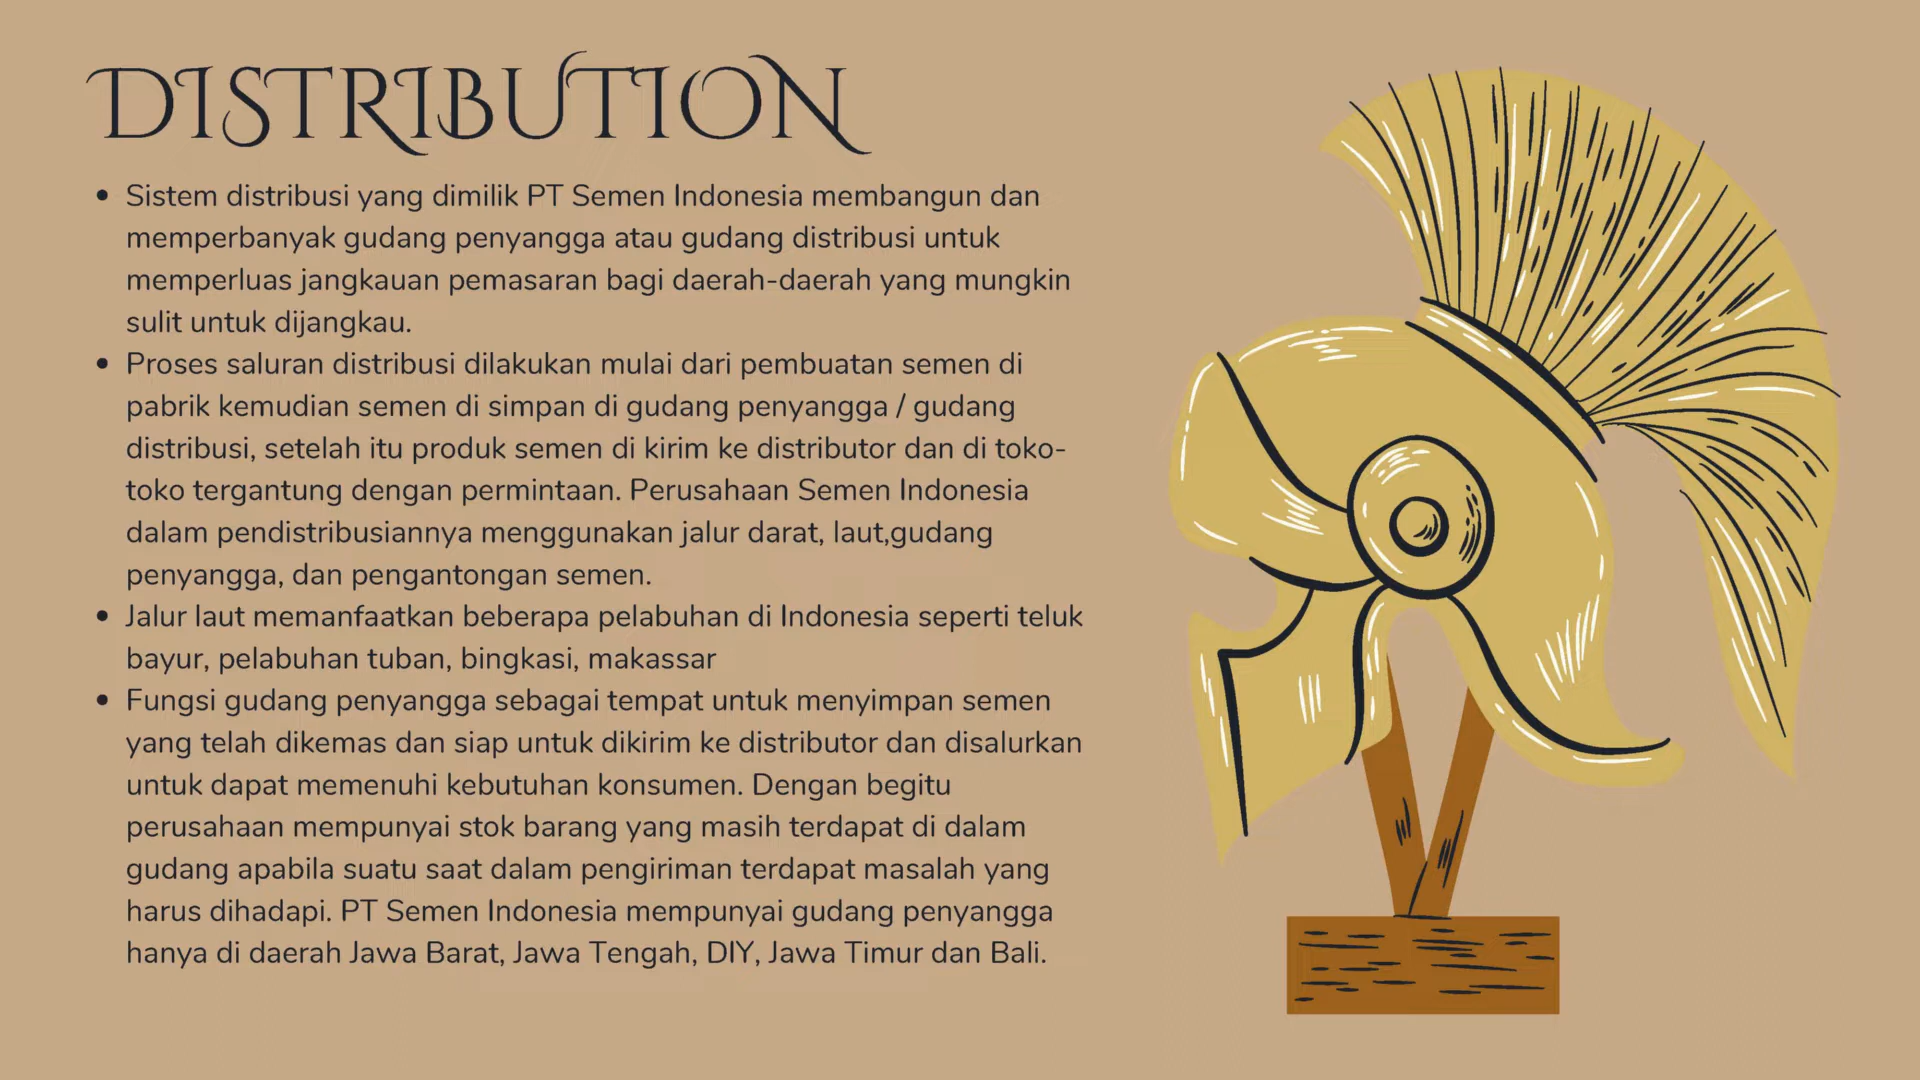 DISTRIBUTION
• Sistem distribusi yang dimilik PT Semen Indonesia membangun dan
memperbanyak gudang penyangga atau gudang distribusi untuk
memperluas jangkauan pemasaran bagi daerah-daerah yang mungkin
sulit untuk dijangkau.
• Proses saluran distribusi dilakukan mulai dari pembuatan semen di
pabrik kemudian semen di simpan di gudang penyangga / gudang
distribusi, setelah itu produk semen di kirim ke distributor dan di toko-
toko tergantung dengan permintaan. Perusahaan Semen Indonesia
dalam pendistribusiannya menggunakan jalur darat, laut,gudang
penyangga, dan pengantongan semen.
• Jalur laut memanfaatkan beberapa pelabuhan di Indonesia seperti teluk
bayur, pelabuhan tuban, bingkasi, makassar
• Fungsi gudang penyangga sebagai tempat untuk menyimpan semen
yang telah dikemas dan siap untuk dikirim ke distributor dan disalurkan
untuk dapat memenuhi kebutuhan konsumen. Dengan begitu
perusahaan mempunyai stok barang yang masih terdapat di dalam
gudang apabila suatu saat dalam pengiriman terdapat masalah yang
harus dihadapi. PT Semen Indonesia mempunyai gudang penyangga
hanya di daerah Jawa Barat, Jawa Tengah, DIY, Jawa Timur dan Bali.